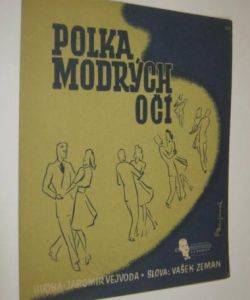 POLKA
MODRÝCH
OČÍ
HUDBA-JAROMÍR VEJVODA • SLOVA: VAŠEK ZEMAN